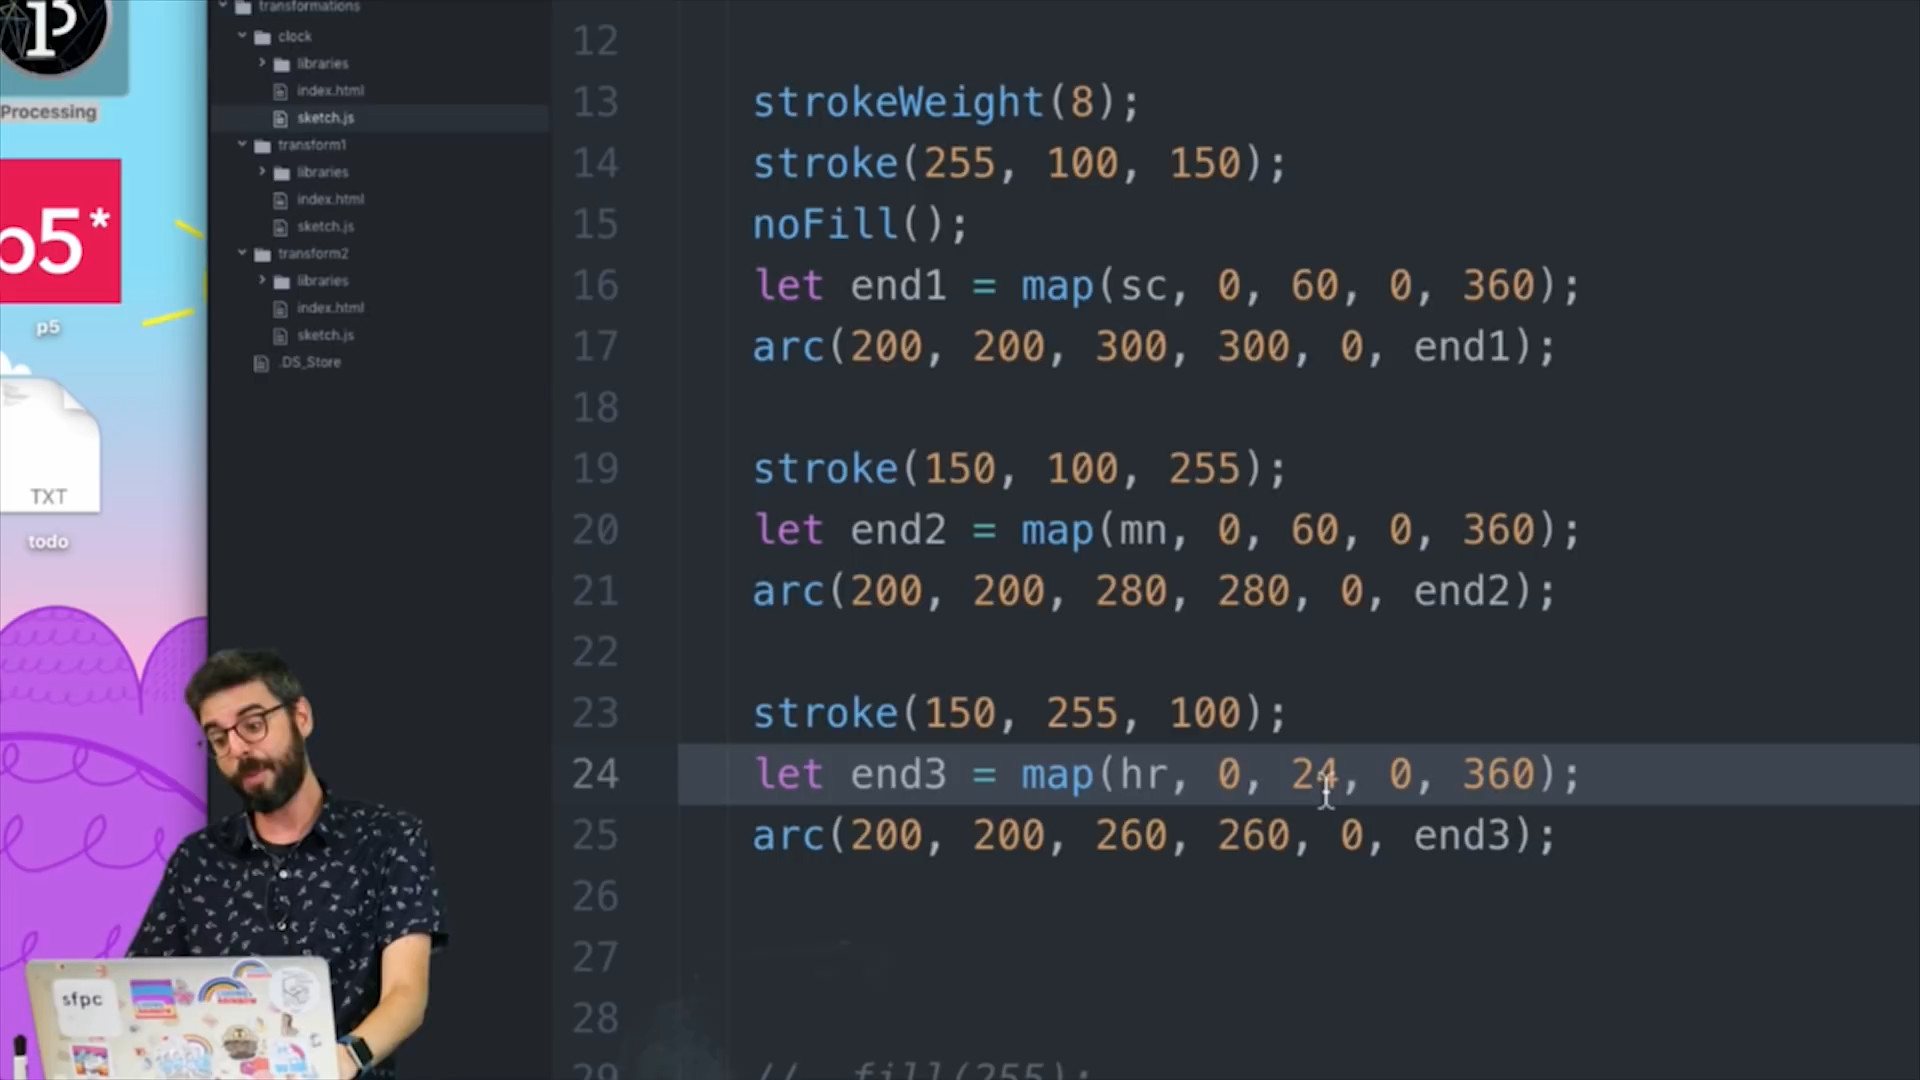 Processing
p5*
p5
TXT
todo
transformations
clock
libraries
index.html
sketch.js
transform1
libraries
index.html
sketch.js
transform2
libraries
index.html
sketch.js
.DS_Store
12
13 strokeWeight(8);
14 stroke(255, 100, 150);
15 noFill();
16 let end1 = map(sc, 0, 60, 0, 360);
17 arc(200, 200, 300, 300, 0, end1);
18
19 stroke(150, 100, 255);
20 let end2 = map(mn, 0, 60, 0, 360);
21 arc(200, 200, 280, 280, 0, end2);
22
23 stroke(150, 255, 100);
24 let end3 = map(hr, 0, 24, 0, 360);
25 arc(200, 200, 260, 260, 0, end3);
26
27
28
29 // fill(255);
sfpc